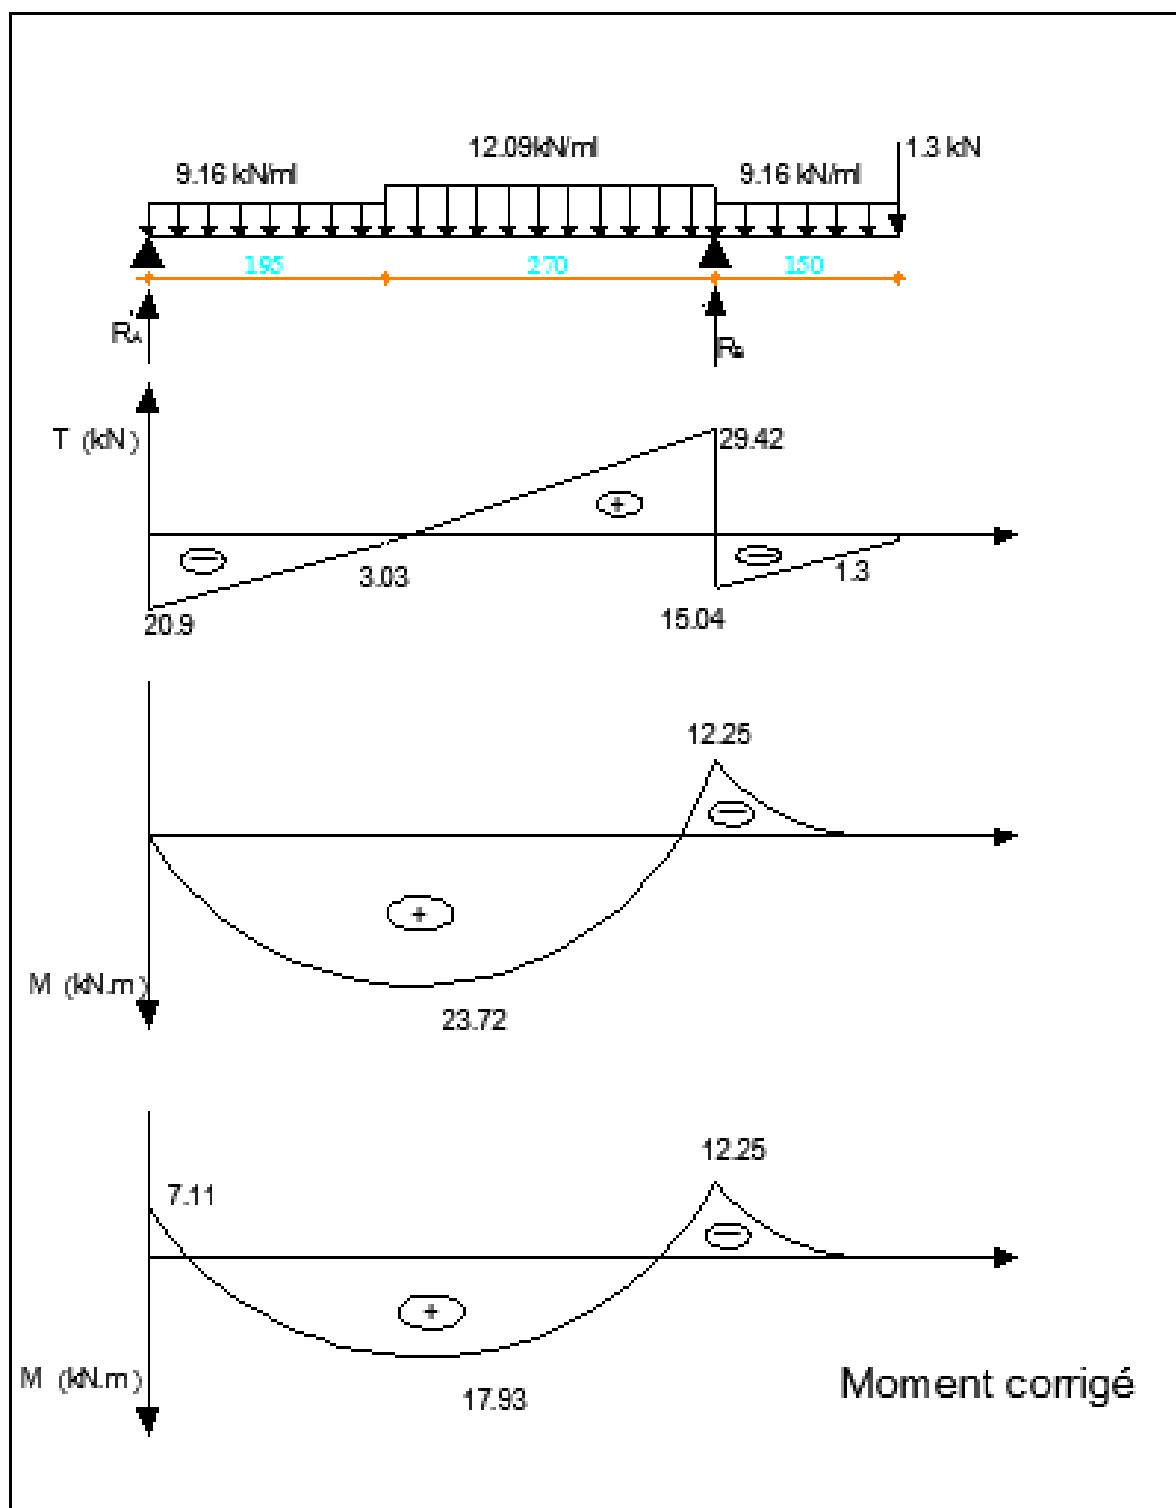 12.09kN/ml
1.3 kN
9.16 kN/ml
9.16 kN/ml
195
270
150
RA
RB
T (kN)
29.42
+
3.03
1.3
20.9
15.04
12.25
+
M (kN.m)
23.72
12.25
7.11
+
M (kN.m)
17.93
Moment corrigé